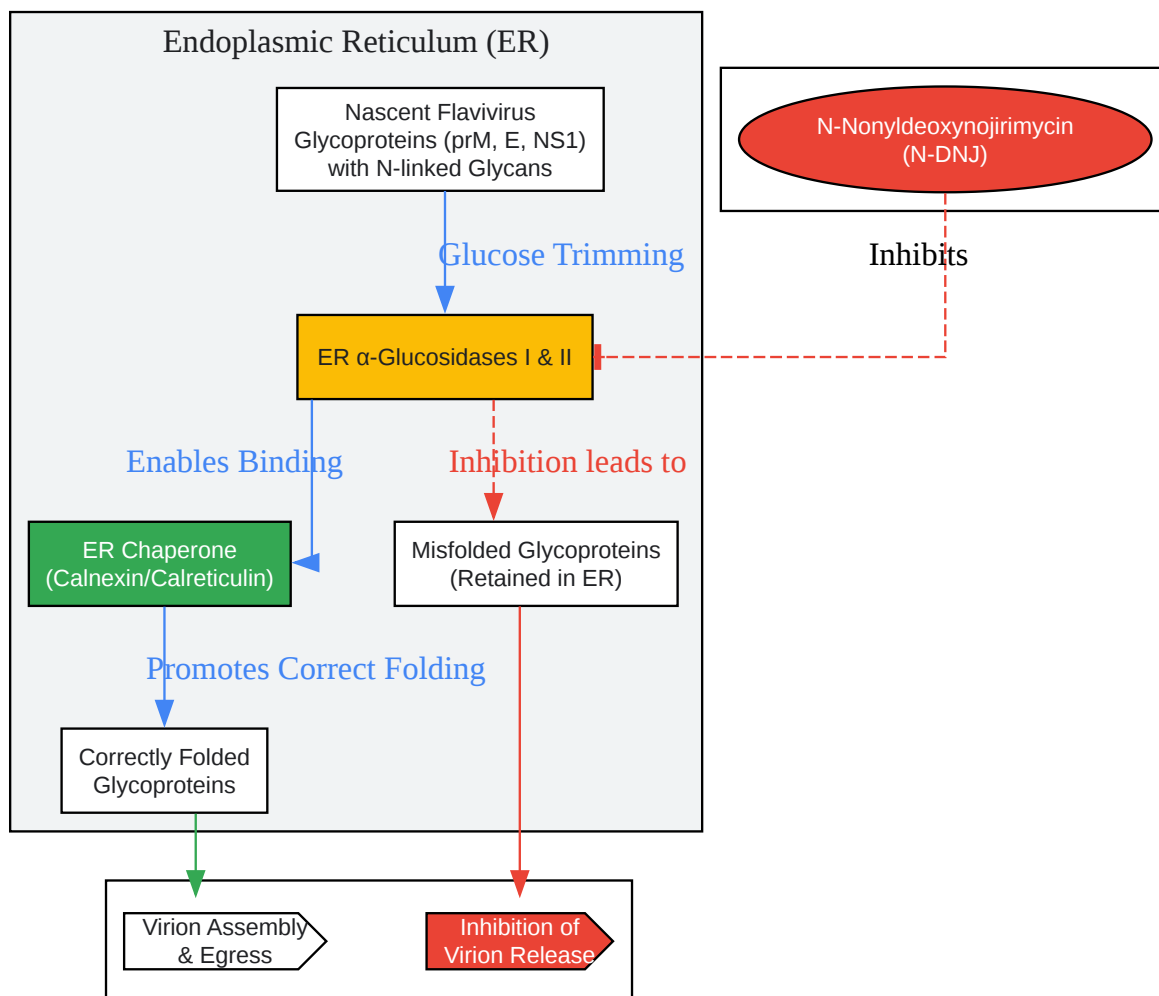 Endoplasmic Reticulum (ER)
Nascent Flavivirus
Glycoproteins (prM, E, NS1)
with N-linked Glycans
N-Nonyldeoxynojirimycin
(N-DNJ)
Glucose Trimming
Inhibits
ER α-Glucosidases I & II
Enables Binding
Inhibition leads to
ER Chaperone
(Calnexin/Calreticulin)
Misfolded Glycoproteins
(Retained in ER)
Promotes Correct Folding
Correctly Folded
Glycoproteins
Virion Assembly
& Egress
Inhibition of
Virion Release